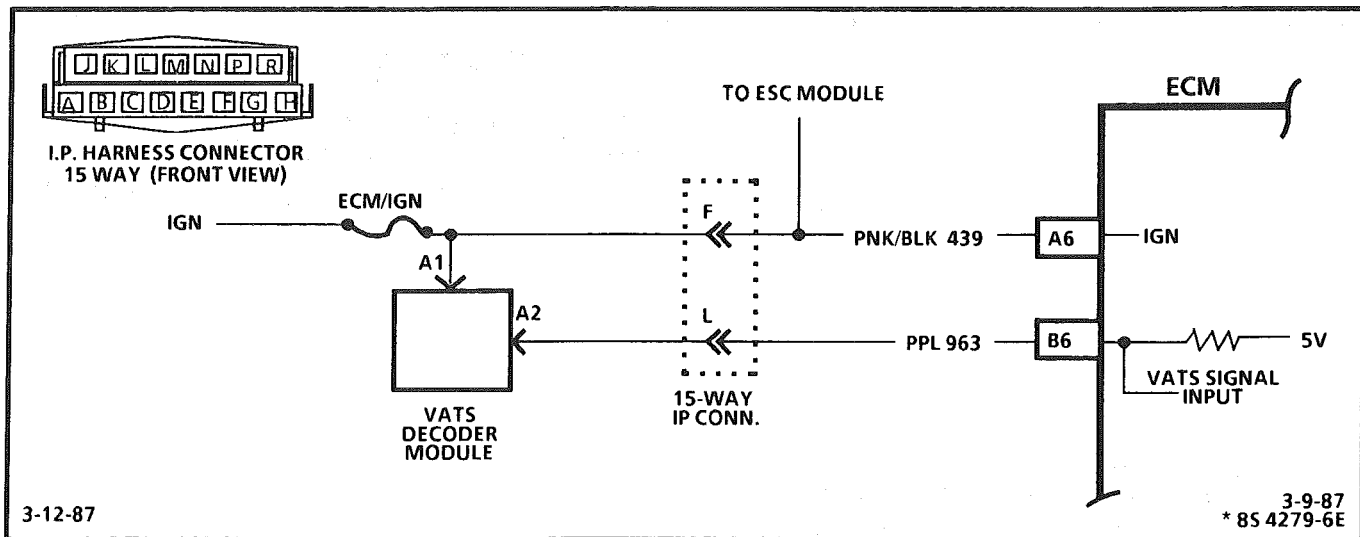 J K L M N P R
A B C D E F G H
I.P. HARNESS CONNECTOR
15 WAY (FRONT VIEW)
TO ESC MODULE
ECM
ECM/IGN
IGN
F
PNK/BLK 439
A6
IGN
A1
A2
L
PPL 963
B6
5V
VATS SIGNAL
INPUT
VATS
DECODER
MODULE
15-WAY
IP CONN.
3-12-87
3-9-87
* 8S 4279-6E